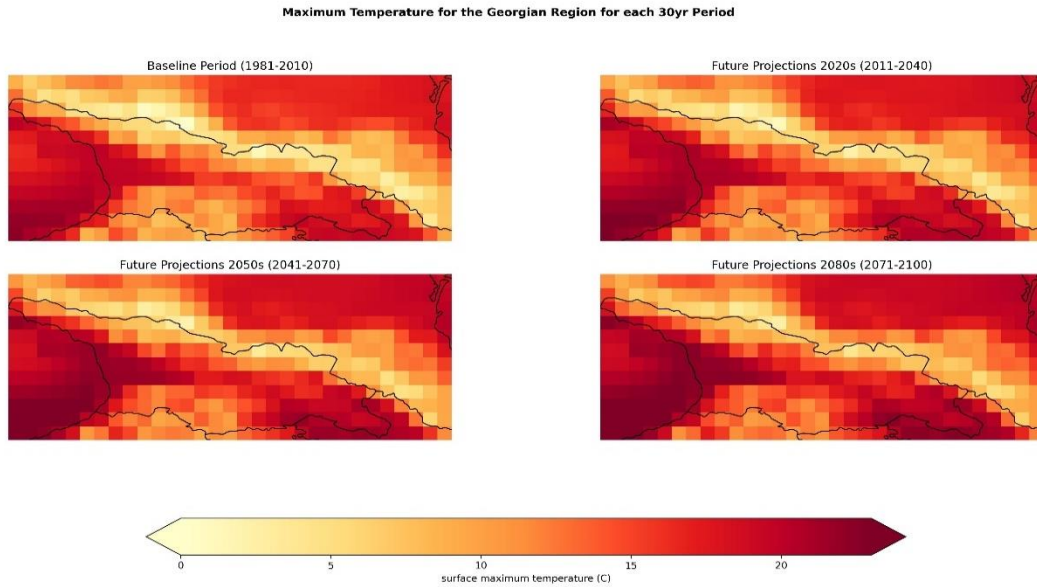 Maximum Temperature for the Georgian Region for each 30yr Period
Baseline Period (1981-2010)
Future Projections 2020s (2011-2040)
Future Projections 2050s (2041-2070)
Future Projections 2080s (2071-2100)
0 5 10 15 20
surface maximum temperature (C)